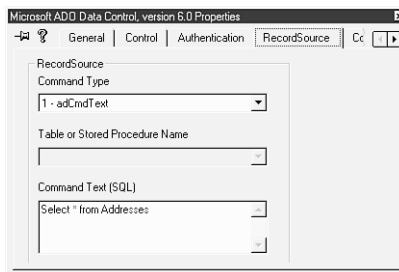 Microsoft ADO Data Control, version 6.0 Properties
General Control Authentication RecordSource
RecordSource
Command Type
1 - adCmdText
Table or Stored Procedure Name
Command Text (SQL)
Select * from Addresses